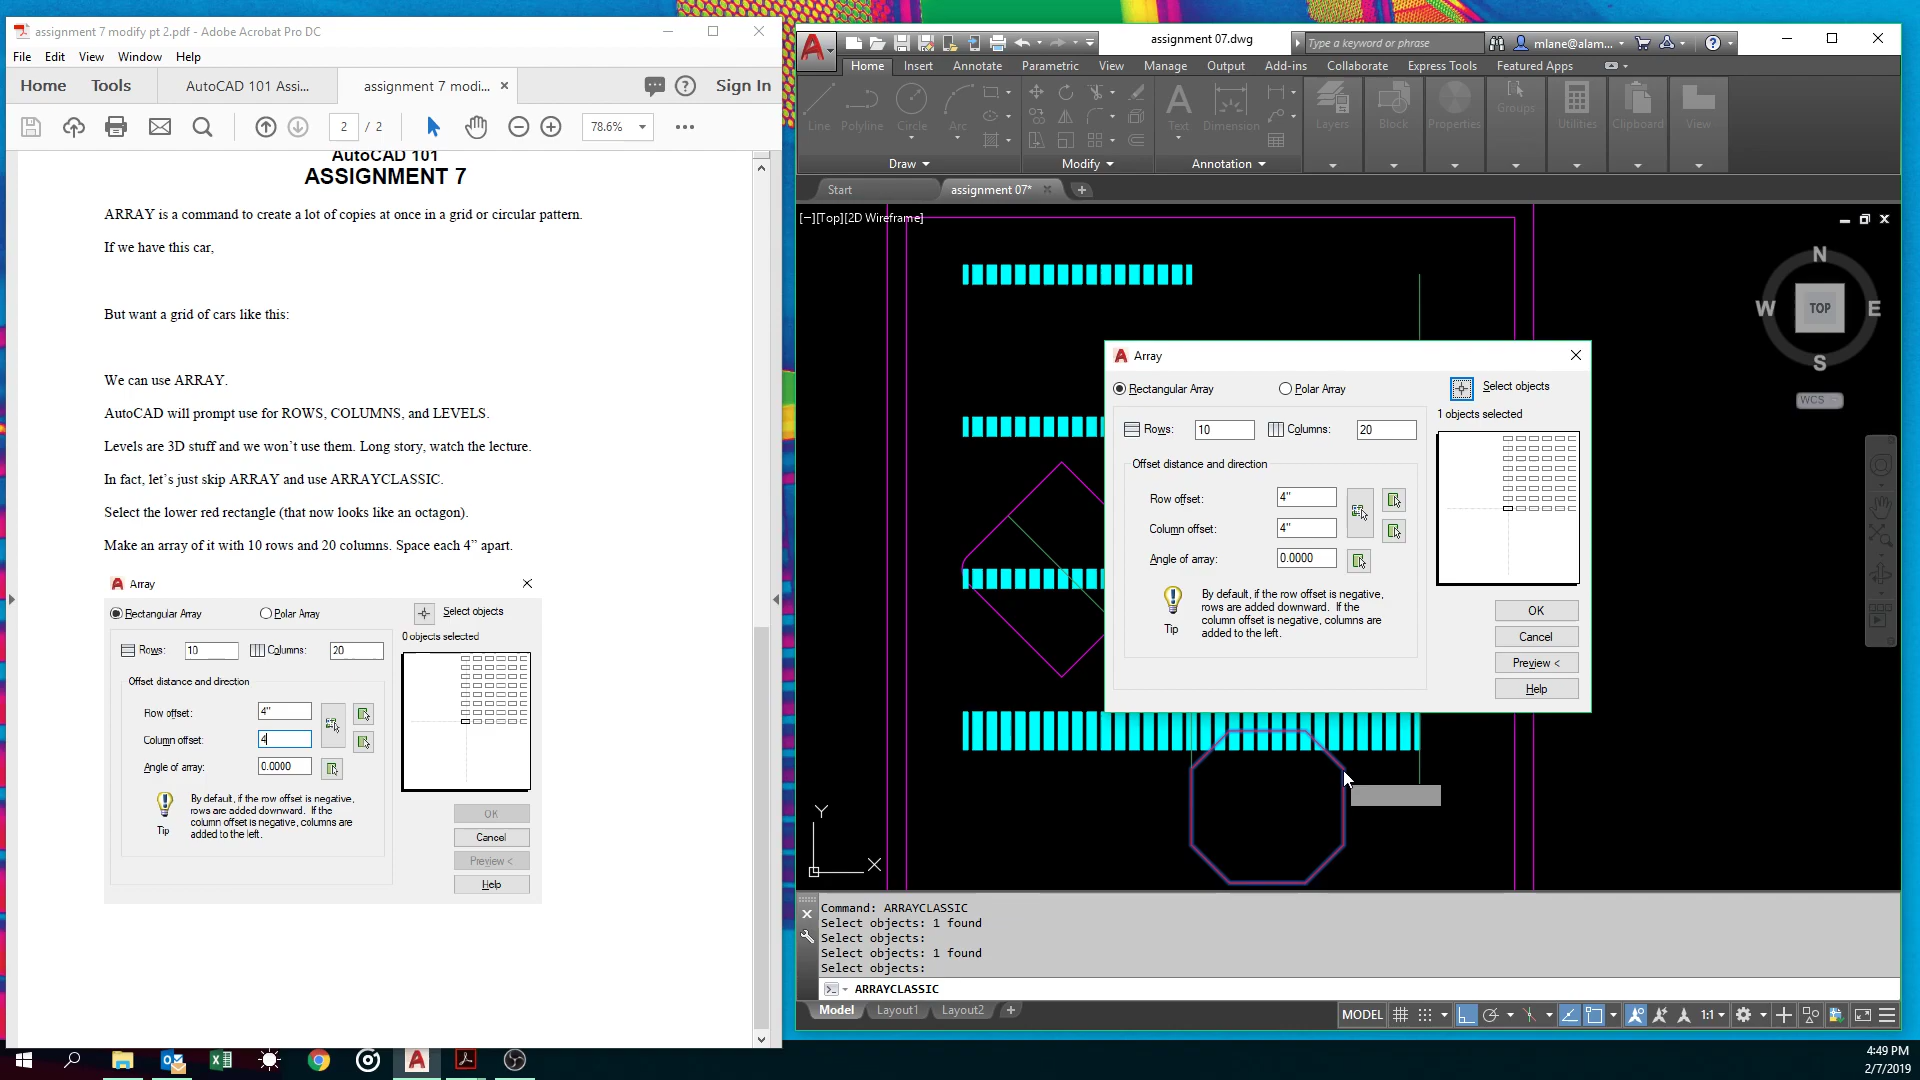 assignment 7 modify pt 2.pdf - Adobe Acrobat Pro DC
File Edit View Window Help
Home Tools AutoCAD 101 Assi... assignment 7 modi... × Sign In
2 / 2 78.6%
AutoCAD 101
ASSIGNMENT 7
ARRAY is a command to create a lot of copies at once in a grid or circular pattern.
If we have this car,
But want a grid of cars like this:
We can use ARRAY.
AutoCAD will prompt use for ROWS, COLUMNS, and LEVELS.
Levels are 3D stuff and we won’t use them. Long story, watch the lecture.
In fact, let’s just skip ARRAY and use ARRAYCLASSIC.
Select the lower red rectangle (that now looks like an octagon).
Make an array of it with 10 rows and 20 columns. Space each 4” apart.
Array
Rectangular Array Polar Array Select objects
0 objects selected
Rows: 10 Columns: 20
Offset distance and direction
Row offset: 4"
Column offset: 4
Angle of array: 0.0000
By default, if the row offset is negative,
rows are added downward. If the
column offset is negative, columns are
added to the left.
Tip
OK
Cancel
Preview <
Help
assignment 07.dwg Type a keyword or phrase mlane@alam...
Home Insert Annotate Parametric View Manage Output Add-ins Collaborate Express Tools Featured Apps
Line Polyline Circle Arc Text Dimension Layers Block Properties Groups Utilities Clipboard View
Draw Modify Annotation
Start assignment 07*
[−][Top][2D Wireframe]
N
W TOP E
S
WCS
Array
Rectangular Array Polar Array Select objects
1 objects selected
Rows: 10 Columns: 20
Offset distance and direction
Row offset: 4"
Column offset: 4"
Angle of array: 0.0000
By default, if the row offset is negative,
rows are added downward. If the
column offset is negative, columns are
added to the left.
Tip
OK
Cancel
Preview <
Help
Y
X
Command: ARRAYCLASSIC
Select objects: 1 found
Select objects:
Select objects: 1 found
Select objects:
ARRAYCLASSIC
Model Layout1 Layout2 +
MODEL 1:1
4:49 PM
2/7/2019